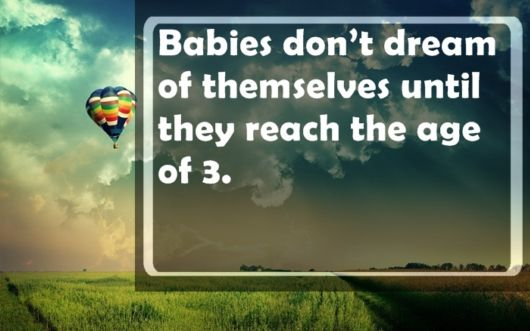 Babies don't dream
of themselves until
they reach the age
of 3.